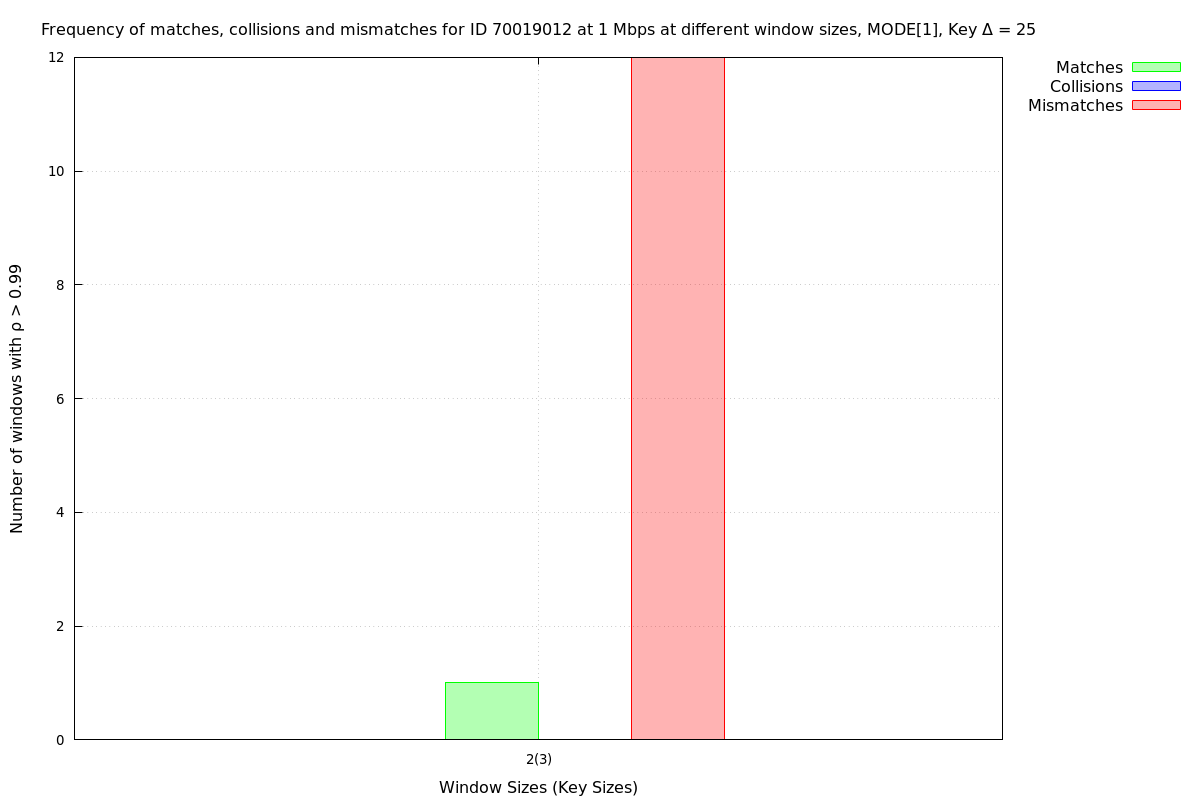 Frequency of matches, collisions and mismatches for ID 70019012 at 1 Mbps at different window sizes, MODE[1], Key Δ = 25
Matches
Collisions
Mismatches
Number of windows with ρ > 0.99
12
10
8
6
4
2
0
2(3)
Window Sizes (Key Sizes)